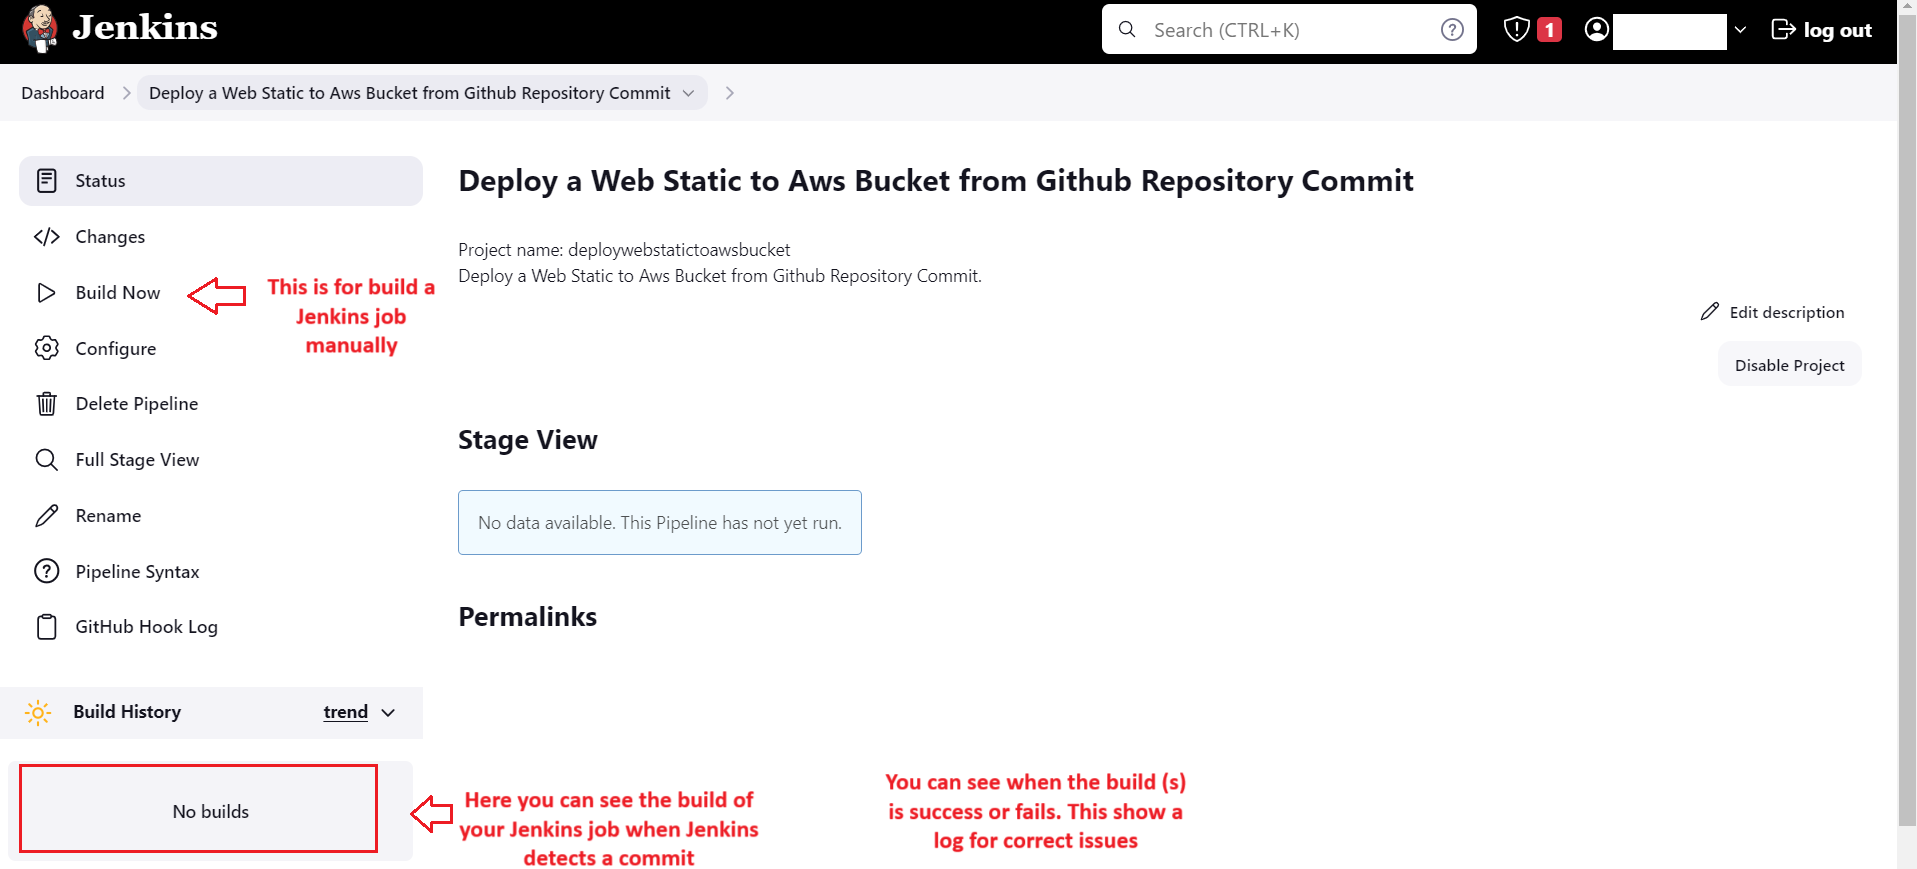 Jenkins
Search (CTRL+K)
1
log out
Dashboard
Deploy a Web Static to Aws Bucket from Github Repository Commit
Status
Changes
Build Now
Configure
Delete Pipeline
Full Stage View
Rename
Pipeline Syntax
GitHub Hook Log
This is for build a
Jenkins job
manually
Deploy a Web Static to Aws Bucket from Github Repository Commit
Project name: deploywebstatictoawsbucket
Deploy a Web Static to Aws Bucket from Github Repository Commit.
Edit description
Disable Project
Stage View
No data available. This Pipeline has not yet run.
Permalinks
Build History
trend
No builds
Here you can see the build of
your Jenkins job when Jenkins
detects a commit
You can see when the build (s)
is success or fails. This show a
log for correct issues